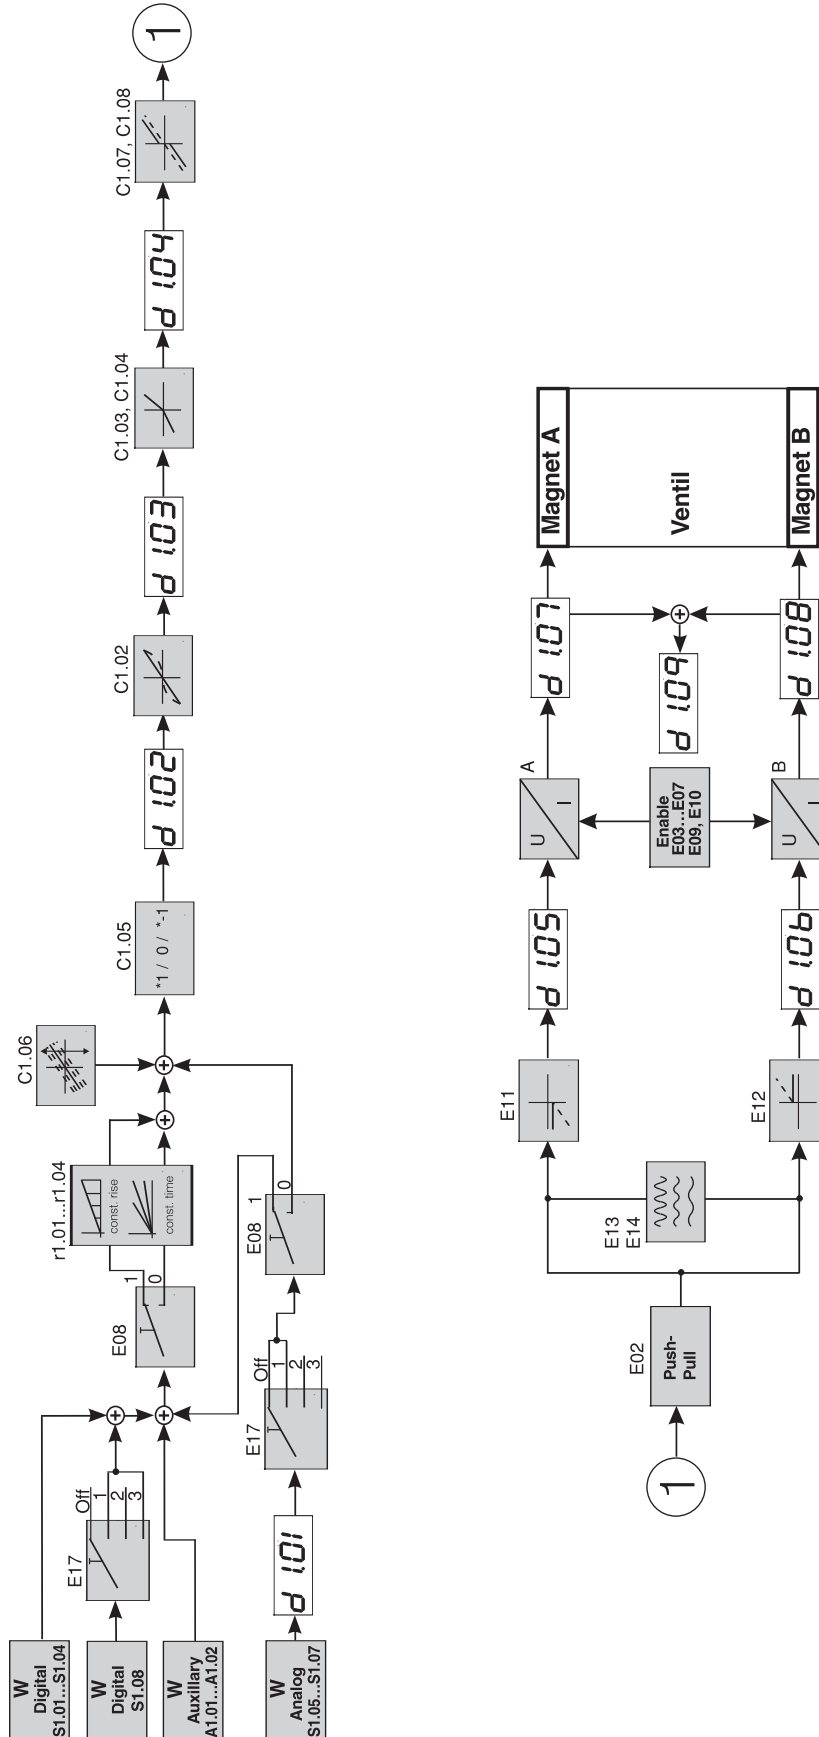 W
Digital
S1.01...S1.04
W
Digital
S1.08
W
Auxillary
A1.01...A1.02
W
Analog
S1.05...S1.07
E17
Off
1
2
3
P 1.01
E17
Off
1
2
3
E08
1
0
E08
1
0
r1.01...r1.04
const. rise
const. time
C1.06
C1.05
*1 / 0 / *-1
P 1.02
C1.02
P 1.03
C1.03, C1.04
P 1.04
C1.07, C1.08
1
1
E02
Push-
Pull
E13
E14
E11
P 1.05
U
I
A
P 1.07
Magnet A
Enable
E03...E07
E09, E10
P 1.09
Ventil
E12
P 1.06
U
I
B
P 1.08
Magnet B